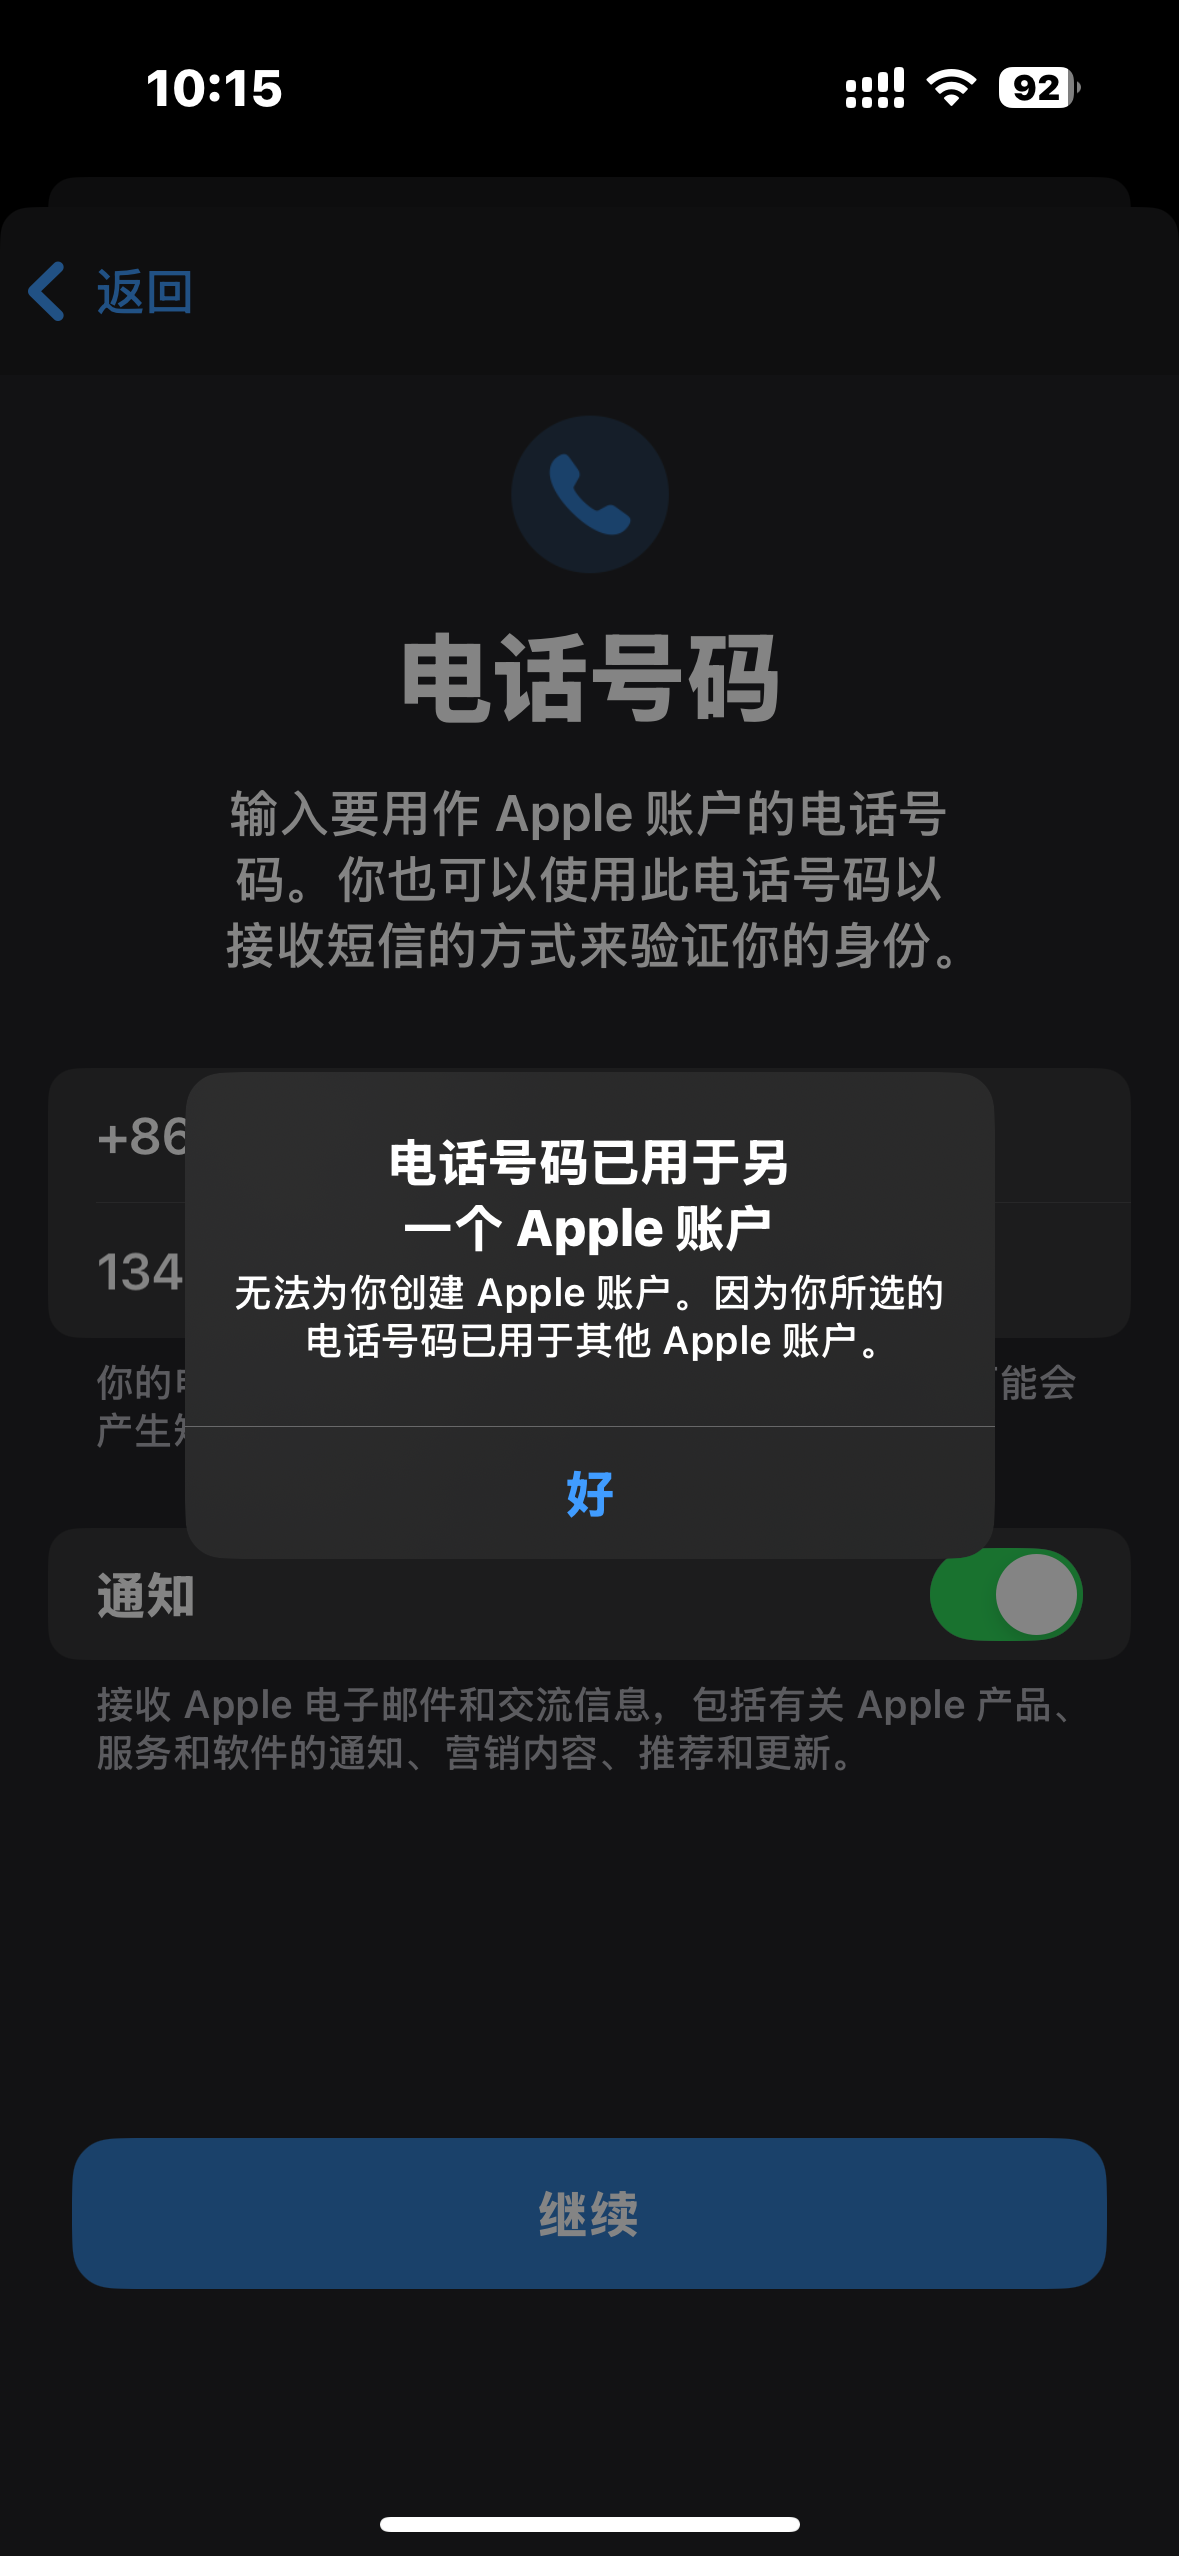 10:15
92
返回
电话号码
输入要用作 Apple 账户的电话号
码。你也可以使用此电话号码以
接收短信的方式来验证你的身份。
+86
电话号码已用于另
一个 Apple 账户
134
无法为你创建 Apple 账户。因为你所选的
电话号码已用于其他 Apple 账户。
你的
能会
产生
好
通知
接收 Apple 电子邮件和交流信息，包括有关 Apple 产品、
服务和软件的通知、营销内容、推荐和更新。
继续